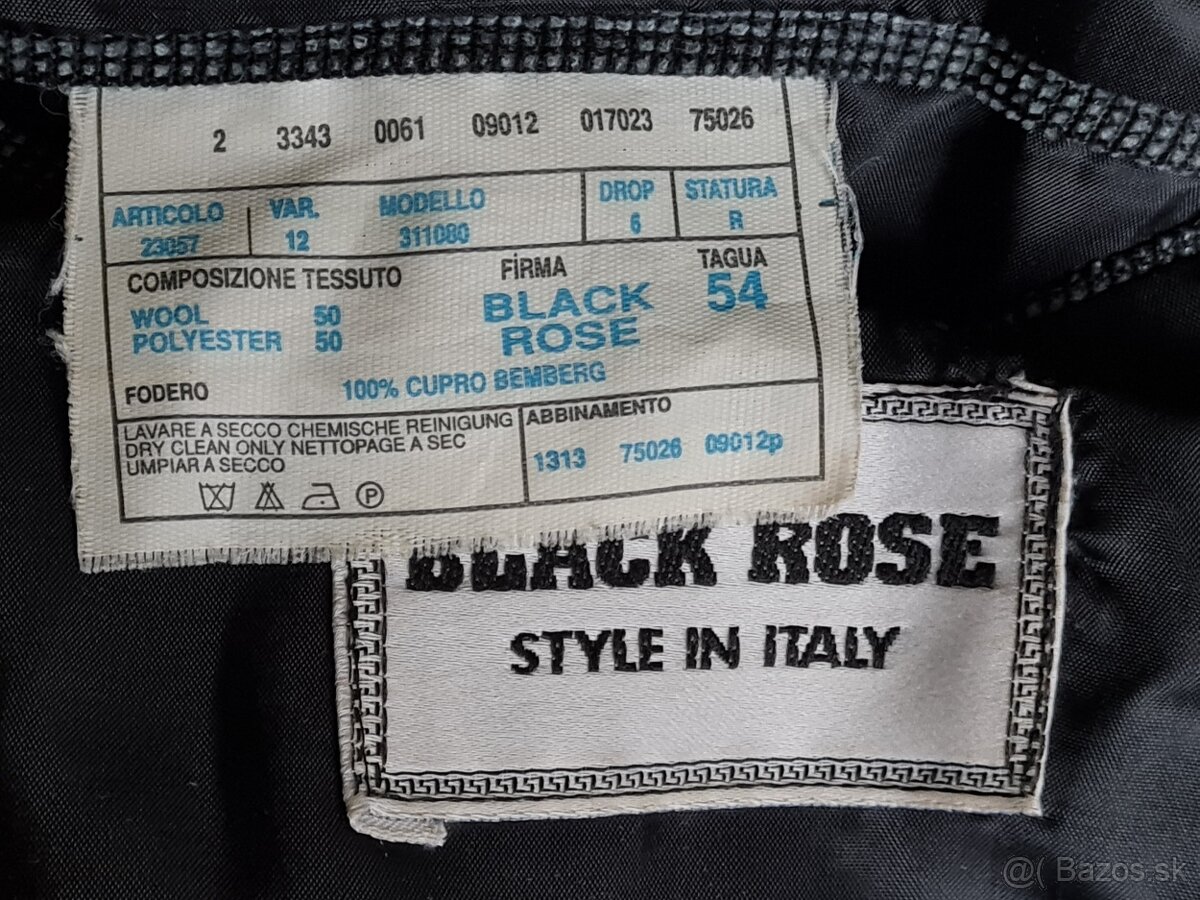 2 3343 0061 09012 017023 75026
ARTICOLO VAR. MODELLO DROP STATURA
23057 12 311080 6 R
COMPOSIZIONE TESSUTO FİRMA TAGUA
WOOL 50 BLACK 54
POLYESTER 50 ROSE
FODERO 100% CUPRO BEMBERG
LAVARE A SECCO CHEMISCHE REINIGUNG ABBINAMENTO
DRY CLEAN ONLY NETTOPAGE A SEC
UMPIAR A SECCO 1313 75026 09012p
P
BLACK ROSE
STYLE IN ITALY
@( Bazos.sk